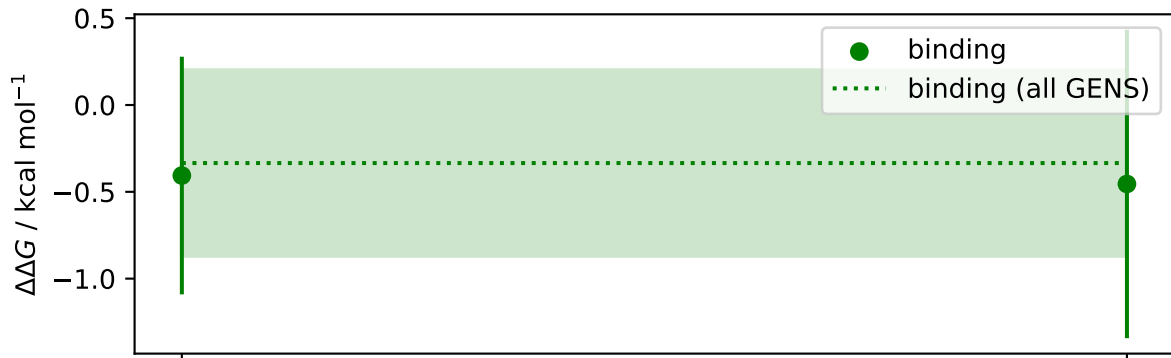 0.5
0.0
−0.5
−1.0
ΔΔG / kcal mol⁻¹
binding
binding (all GENS)